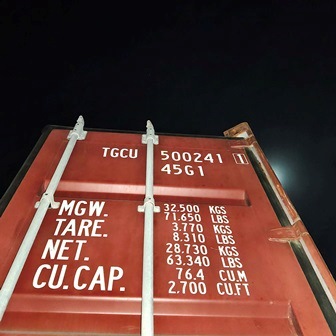 TGCU 500241 1
45G1
MGW. 32.500 KGS
71.650 LBS
TARE. 3.770 KGS
8.310 LBS
NET. 28.730 KGS
63.340 LBS
CU.CAP. 76.4 CU.M
2.700 CU.FT